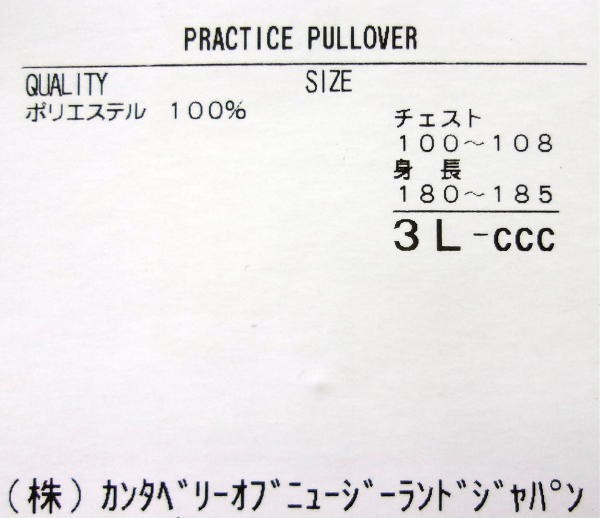 PRACTICE PULLOVER
QUALITY SIZE
ポリエステル 100%
チェスト
100~108
身 長
180~185
3L-ccc
(株)カンタベリーオブニュージーランドジャパン